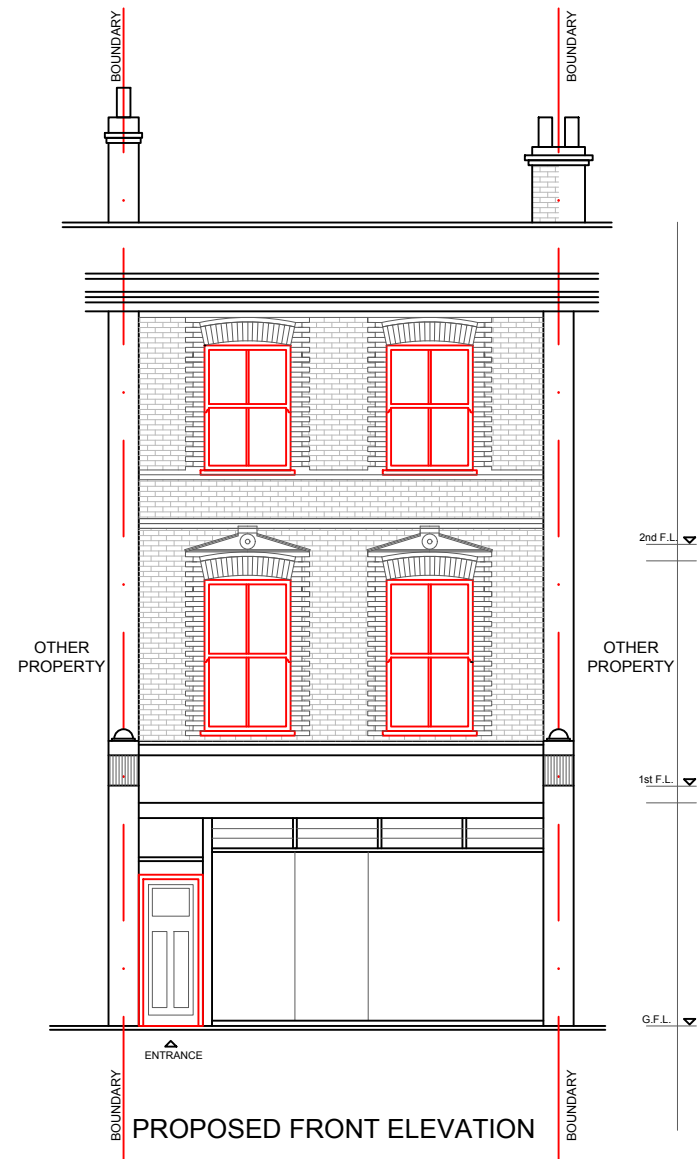 BOUNDARY
BOUNDARY
2nd F.L.
OTHER
PROPERTY
OTHER
PROPERTY
1st F.L.
G.F.L.
ENTRANCE
BOUNDARY
BOUNDARY
PROPOSED FRONT ELEVATION